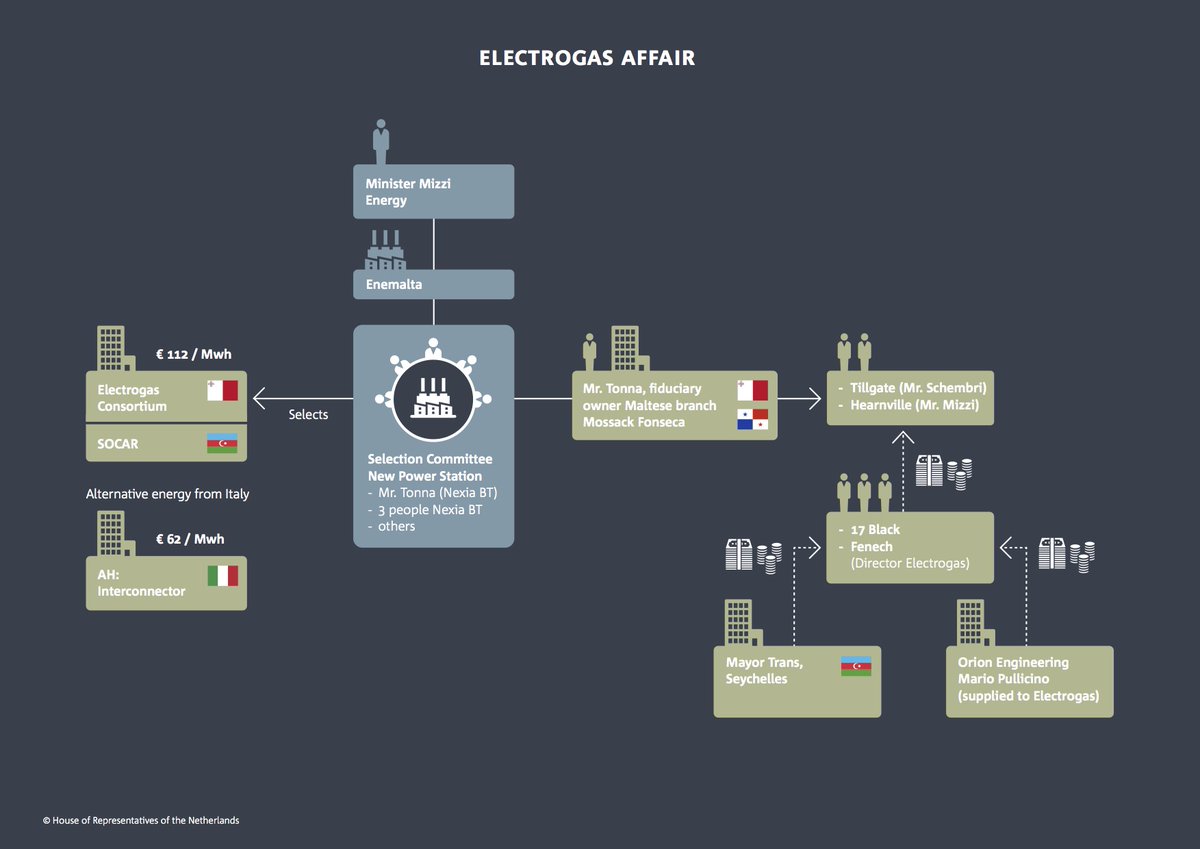 ELECTROGAS AFFAIR
Minister Mizzi
Energy
Enemalta
€ 112 / Mwh
Electrogas
Consortium
SOCAR
Selects
Alternative energy from Italy
€ 62 / Mwh
AH:
Interconnector
Selection Committee
New Power Station
- Mr. Tonna (Nexia BT)
- 3 people Nexia BT
- others
Mr. Tonna, fiduciary
owner Maltese branch
Mossack Fonseca
- Tillgate (Mr. Schembri)
- Hearnville (Mr. Mizzi)
- 17 Black
- Fenech
(Director Electrogas)
Mayor Trans,
Seychelles
Orion Engineering
Mario Pullicino
(supplied to Electrogas)
© House of Representatives of the Netherlands